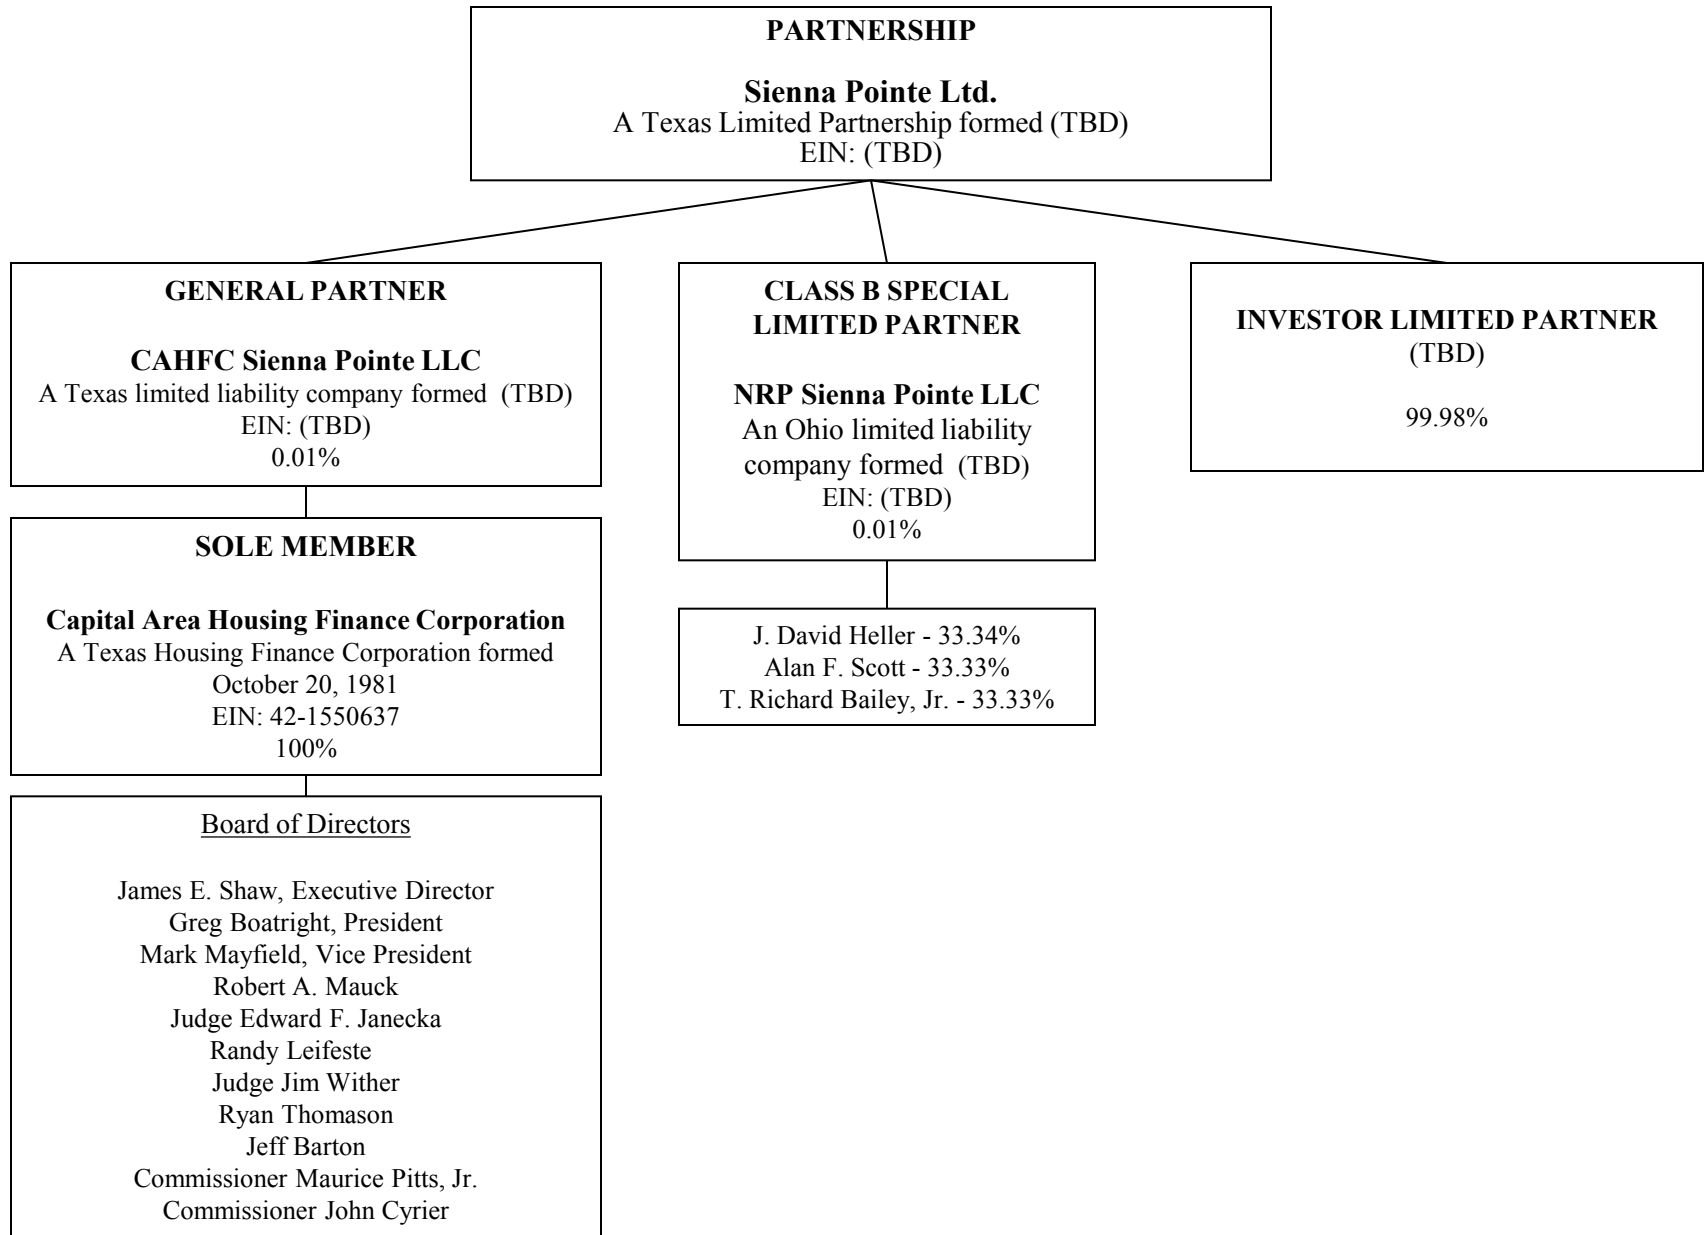 PARTNERSHIP
Sienna Pointe Ltd.
A Texas Limited Partnership formed (TBD)
EIN: (TBD)
GENERAL PARTNER
CAHFC Sienna Pointe LLC
A Texas limited liability company formed (TBD)
EIN: (TBD)
0.01%
CLASS B SPECIAL
LIMITED PARTNER
NRP Sienna Pointe LLC
An Ohio limited liability
company formed (TBD)
EIN: (TBD)
0.01%
INVESTOR LIMITED PARTNER
(TBD)
99.98%
SOLE MEMBER
Capital Area Housing Finance Corporation
A Texas Housing Finance Corporation formed
October 20, 1981
EIN: 42-1550637
100%
J. David Heller - 33.34%
Alan F. Scott - 33.33%
T. Richard Bailey, Jr. - 33.33%
Board of Directors
James E. Shaw, Executive Director
Greg Boatright, President
Mark Mayfield, Vice President
Robert A. Mauck
Judge Edward F. Janecka
Randy Leifeste
Judge Jim Wither
Ryan Thomason
Jeff Barton
Commissioner Maurice Pitts, Jr.
Commissioner John Cyrier